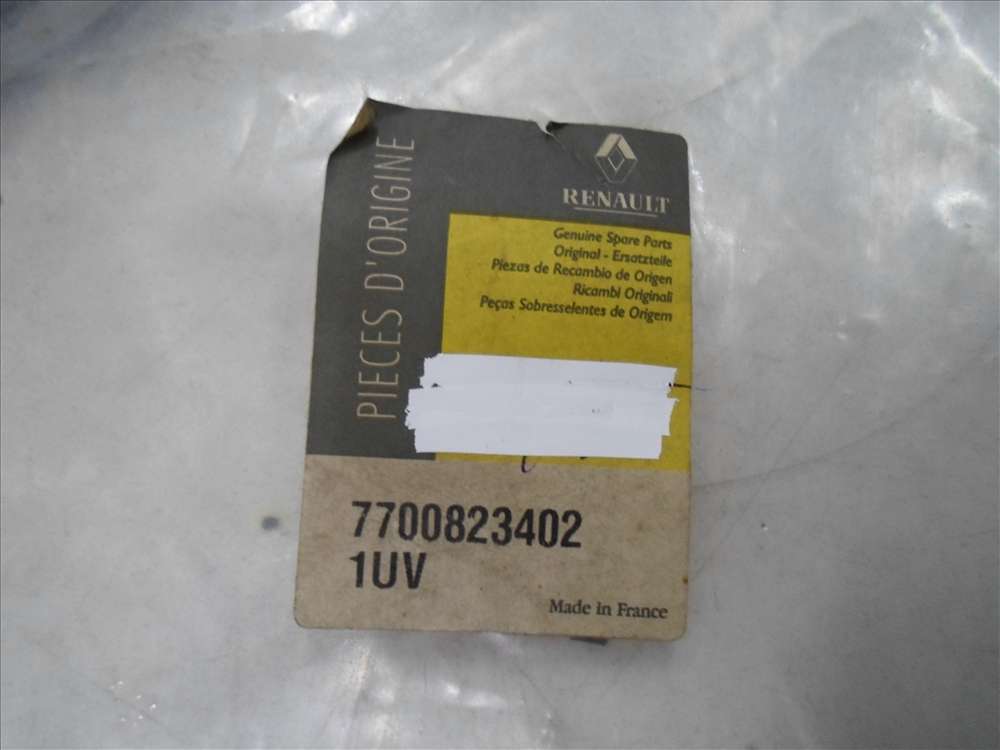 PIECES D'ORIGINE
RENAULT
Genuine Spare Parts
Original - Ersatzteile
Piezas de Recambio de Origen
Ricambi Originali
Peças Sobresselentes de Origem
7700823402
1UV
Made in France